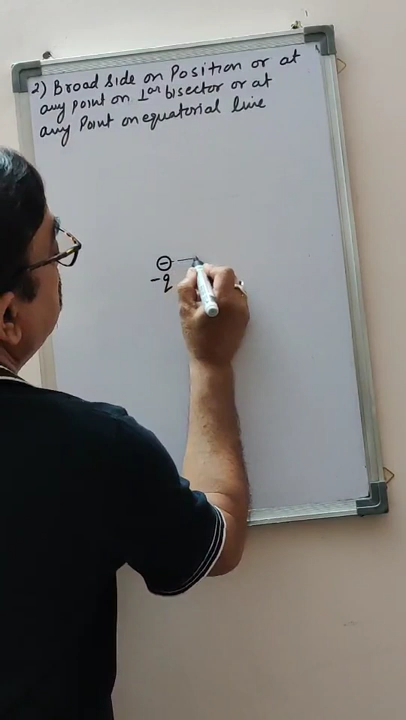 2) Broad side on Position or at
any point on ⊥ar bisector or at
any Point on equatorial line
⊖
-q